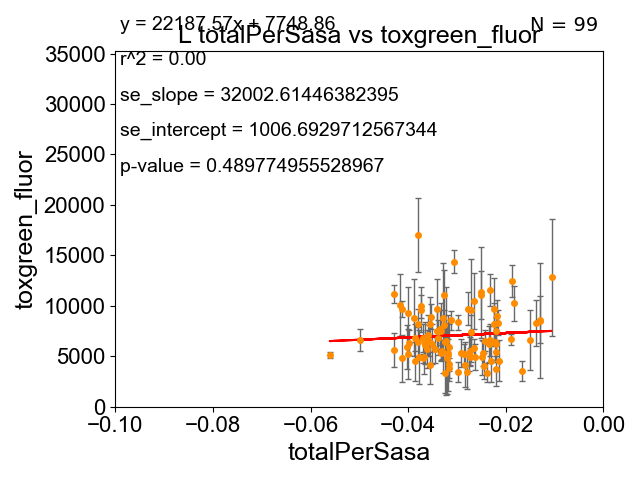 y = 22187.57x + 7748.86
N = 99
L totalPerSasa vs toxgreen_fluor
r^2 = 0.00
se_slope = 32002.61446382395
se_intercept = 1006.6929712567344
p-value = 0.489774955528967
toxgreen_fluor
35000
30000
25000
20000
15000
10000
5000
0
−0.10
−0.08
−0.06
−0.04
−0.02
0.00
totalPerSasa